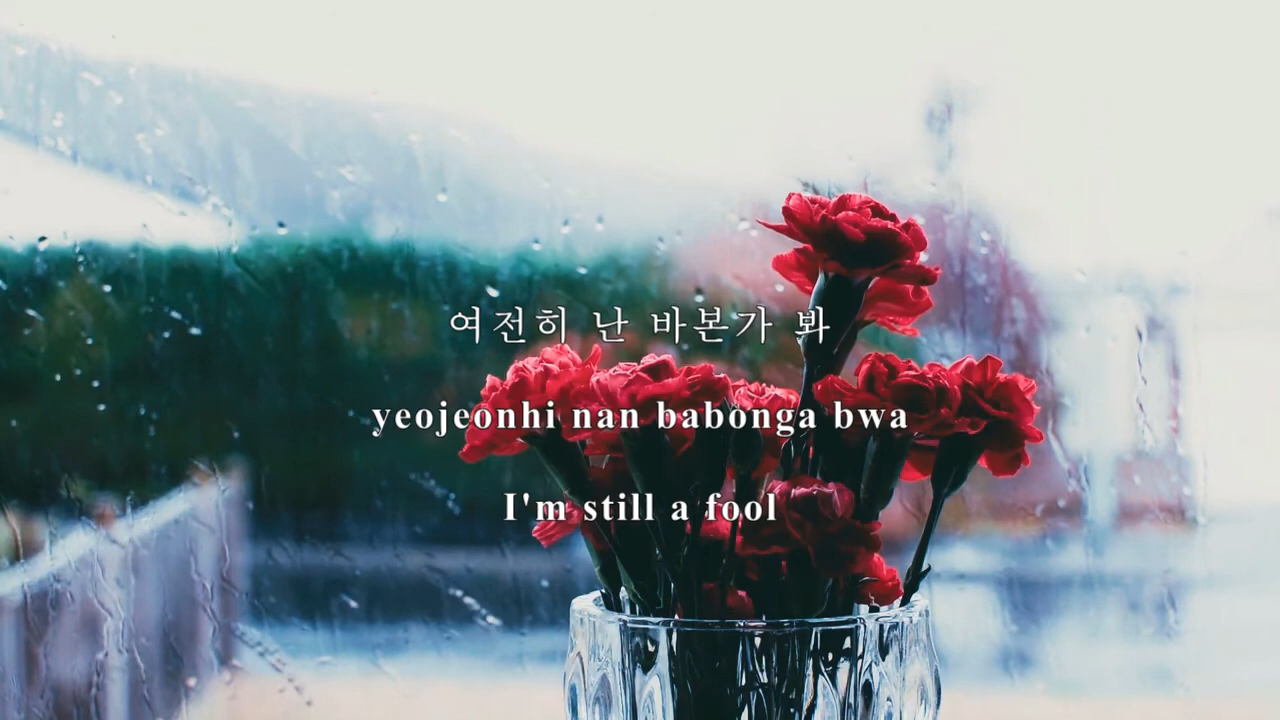 여전히 난 바본가 봐
yeojeonhi nan babonga bwa
I'm still a fool